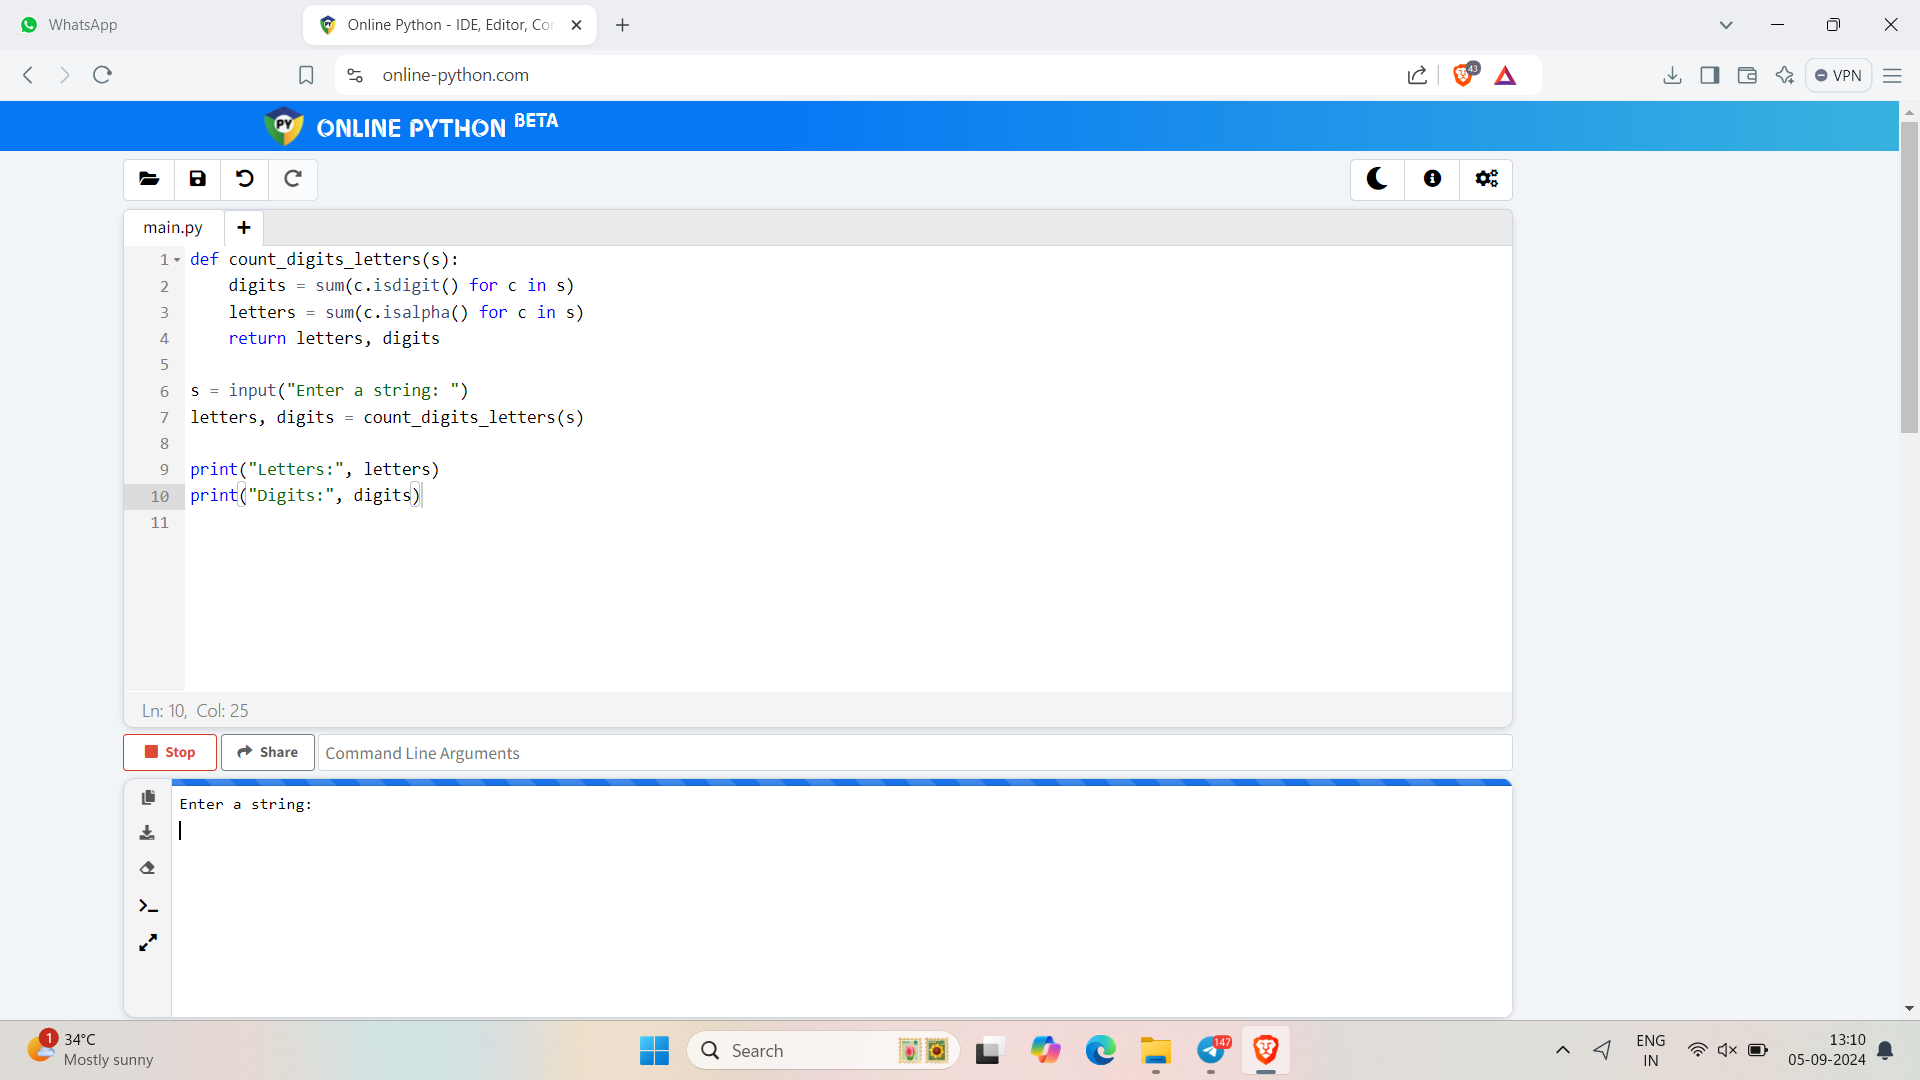 WhatsApp
Online Python - IDE, Editor, Cor
online-python.com
43
VPN
PY
ONLINE PYTHON BETA
main.py
1 def count_digits_letters(s):
2     digits = sum(c.isdigit() for c in s)
3     letters = sum(c.isalpha() for c in s)
4     return letters, digits
5
6 s = input("Enter a string: ")
7 letters, digits = count_digits_letters(s)
8
9 print("Letters:", letters)
10 print("Digits:", digits)
11
Ln: 10, Col: 25
Stop
Share
Command Line Arguments
Enter a string:
1
34°C
Mostly sunny
Search
147
ENG
IN
13:10
05-09-2024